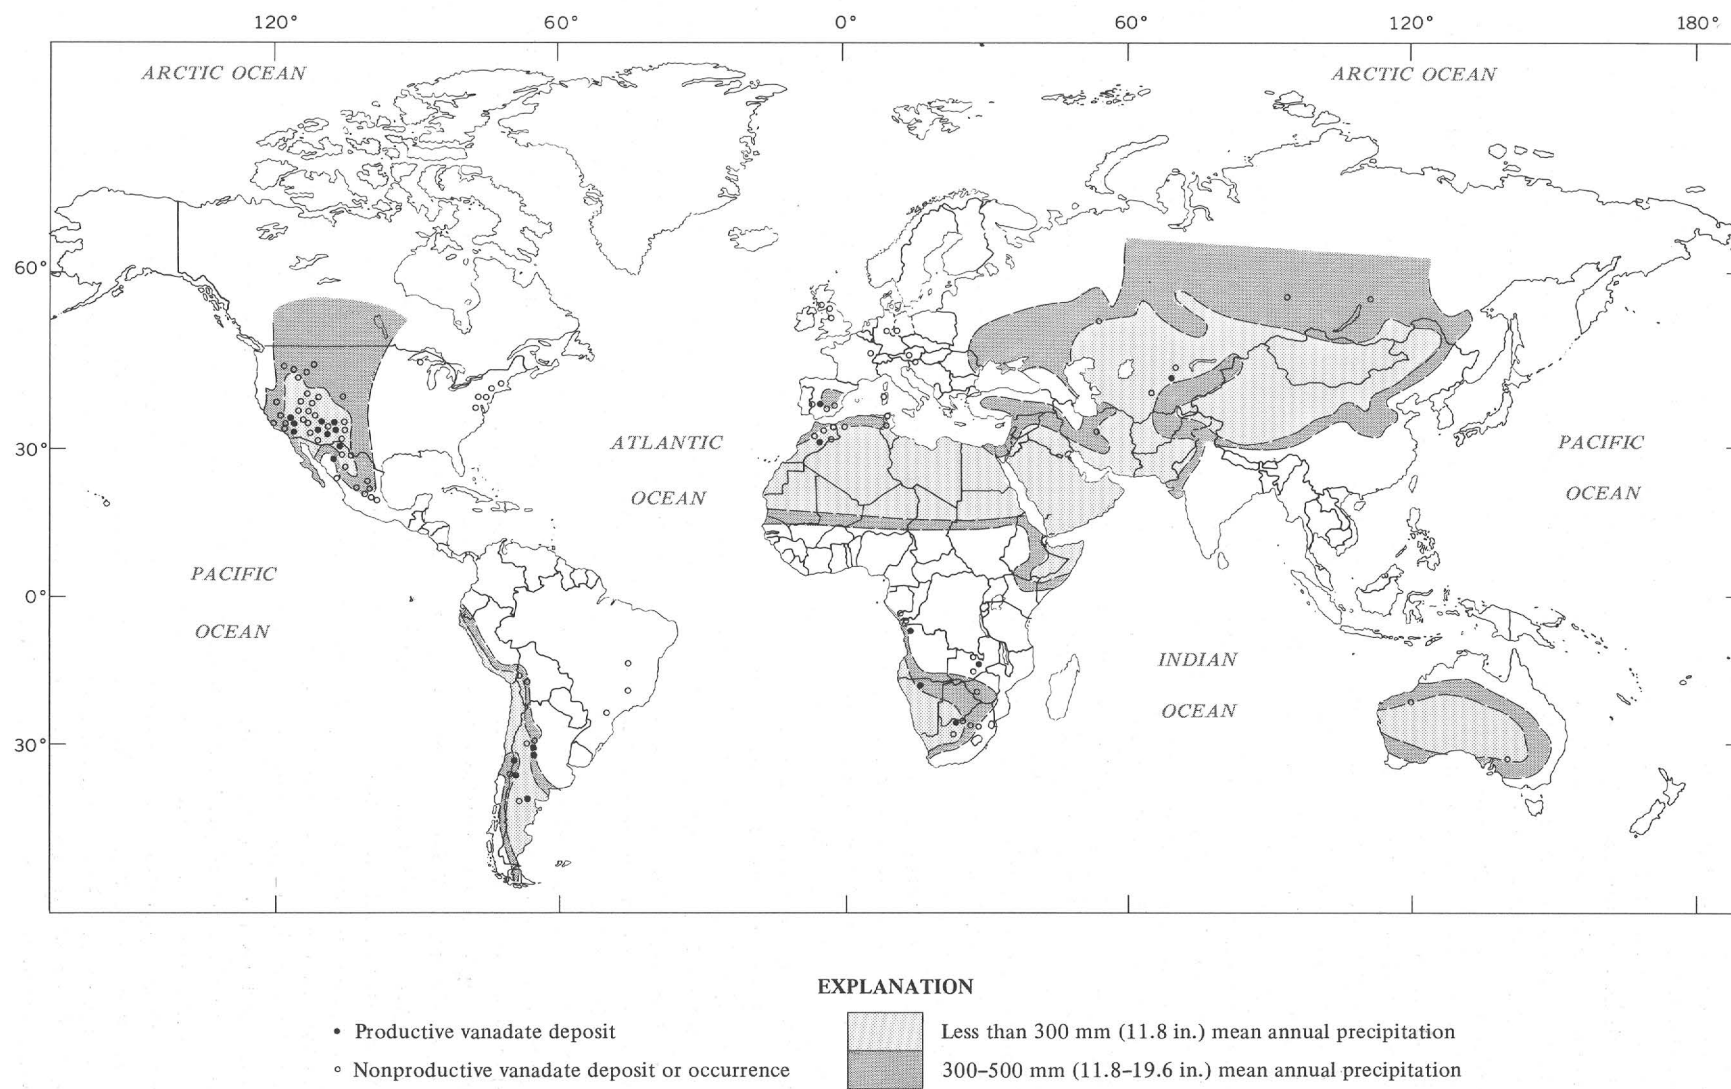 120° 60° 0° 60° 120° 180°
ARCTIC OCEAN ARCTIC OCEAN
60°
30°
ATLANTIC
OCEAN
PACIFIC
OCEAN
PACIFIC
OCEAN
0°
INDIAN
OCEAN
30°
EXPLANATION
Productive vanadate deposit
Nonproductive vanadate deposit or occurrence
Less than 300 mm (11.8 in.) mean annual precipitation
300–500 mm (11.8–19.6 in.) mean annual precipitation